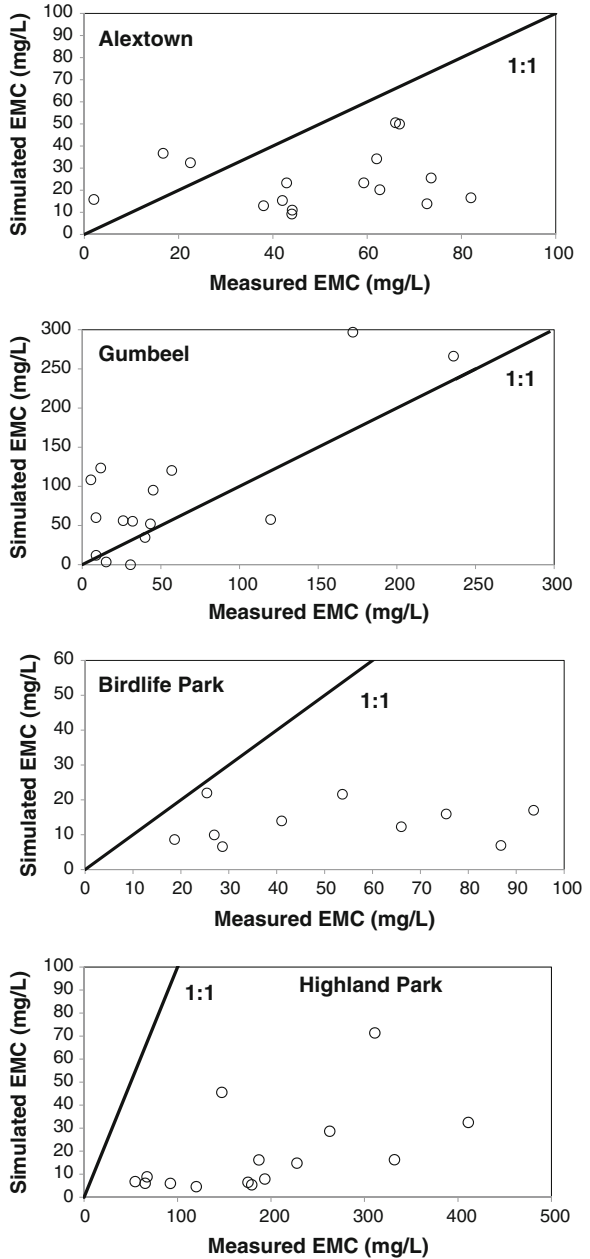 Alextown
1:1
Simulated EMC (mg/L)
100
90
80
70
60
50
40
30
20
10
0
0 20 40 60 80 100
Measured EMC (mg/L)
Gumbeel
1:1
Simulated EMC (mg/L)
300
250
200
150
100
50
0
0 50 100 150 200 250 300
Measured EMC (mg/L)
Birdlife Park
1:1
Simulated EMC (mg/L)
60
50
40
30
20
10
0
0 20 30 40 50 60 70 80 90 100
Measured EMC (mg/L)
Highland Park
1:1
Simulated EMC (mg/L)
100
90
80
70
60
50
40
30
20
10
0
0 100 200 300 400 500
Measured EMC (mg/L)